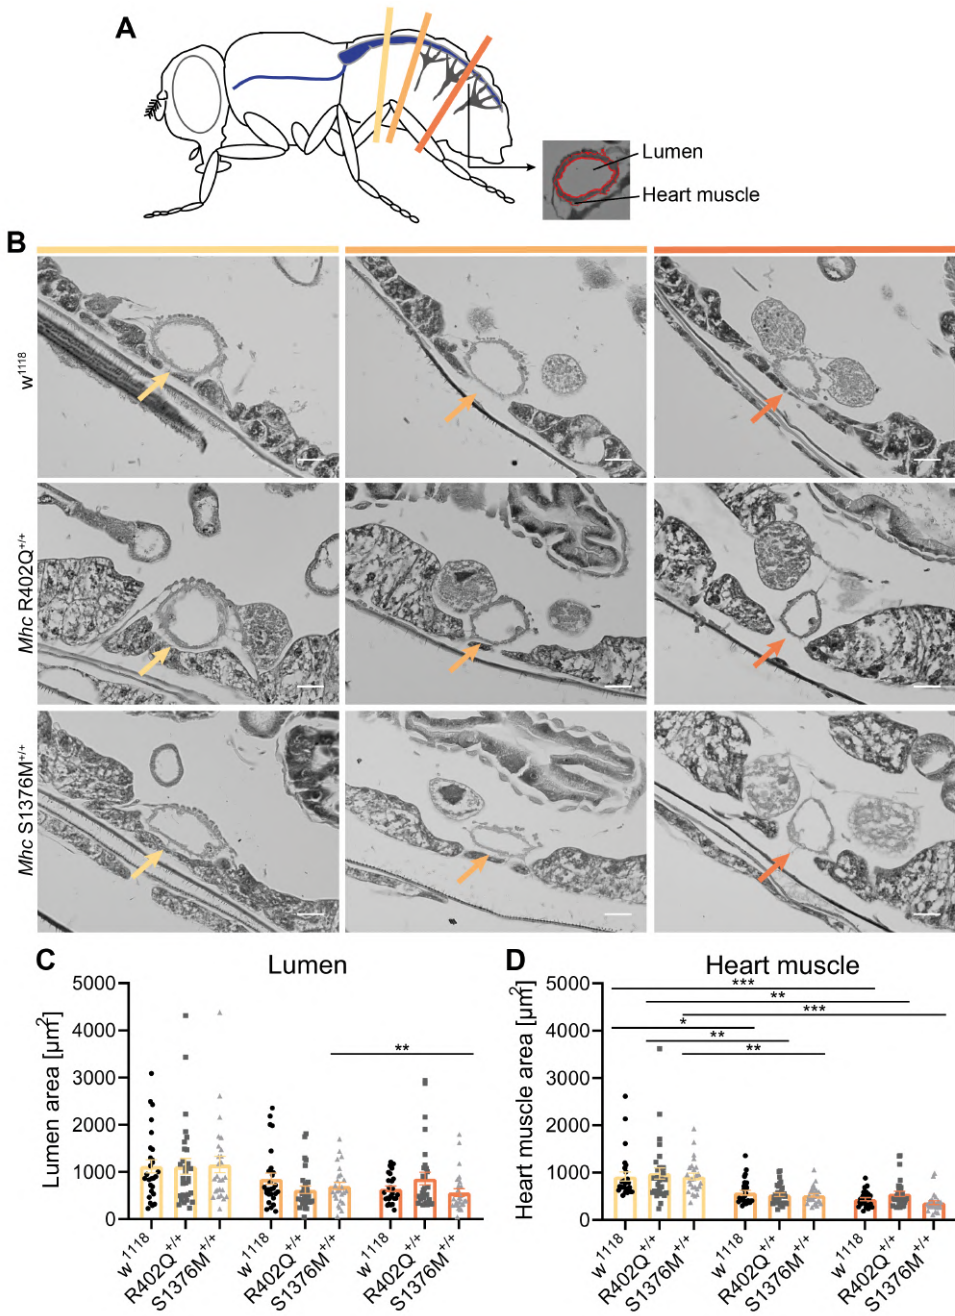 A
Lumen
Heart muscle
B
w¹¹¹⁸
Mhc R402Q⁺/⁺
Mhc S1376M⁺/⁺
C
Lumen
Lumen area [µm²]
5000
4000
3000
2000
1000
0
**
w¹¹¹⁸
R402Q⁺/⁺
S1376M⁺/⁺
w¹¹¹⁸
R402Q⁺/⁺
S1376M⁺/⁺
w¹¹¹⁸
R402Q⁺/⁺
S1376M⁺/⁺
D
Heart muscle
Heart muscle area [µm²]
5000
4000
3000
2000
1000
0
***
**
***
*
**
**
w¹¹¹⁸
R402Q⁺/⁺
S1376M⁺/⁺
w¹¹¹⁸
R402Q⁺/⁺
S1376M⁺/⁺
w¹¹¹⁸
R402Q⁺/⁺
S1376M⁺/⁺